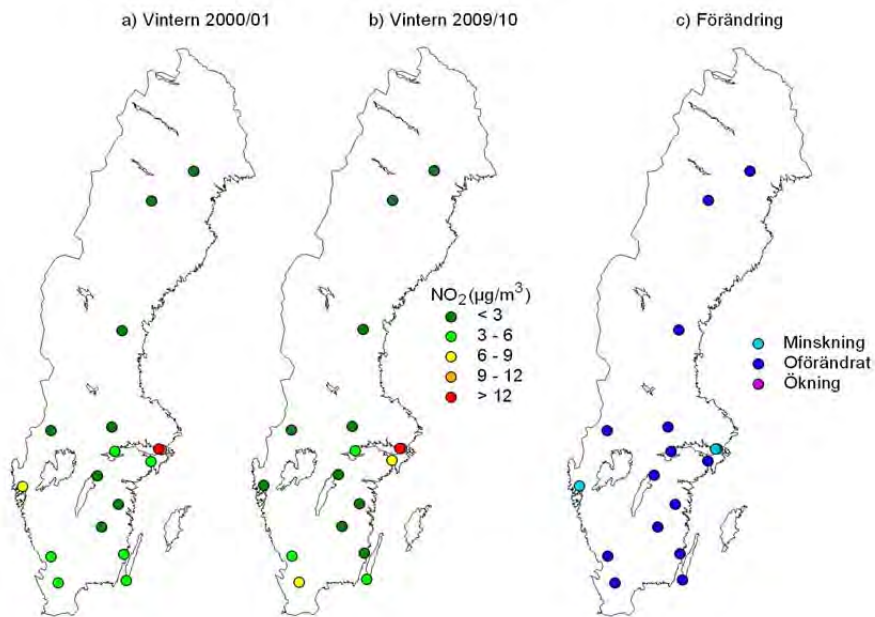 a) Vintern 2000/01
b) Vintern 2009/10
c) Förändring
NO2(µg/m³)
< 3
3 - 6
6 - 9
9 - 12
> 12
Minskning
Oförändrat
Ökning